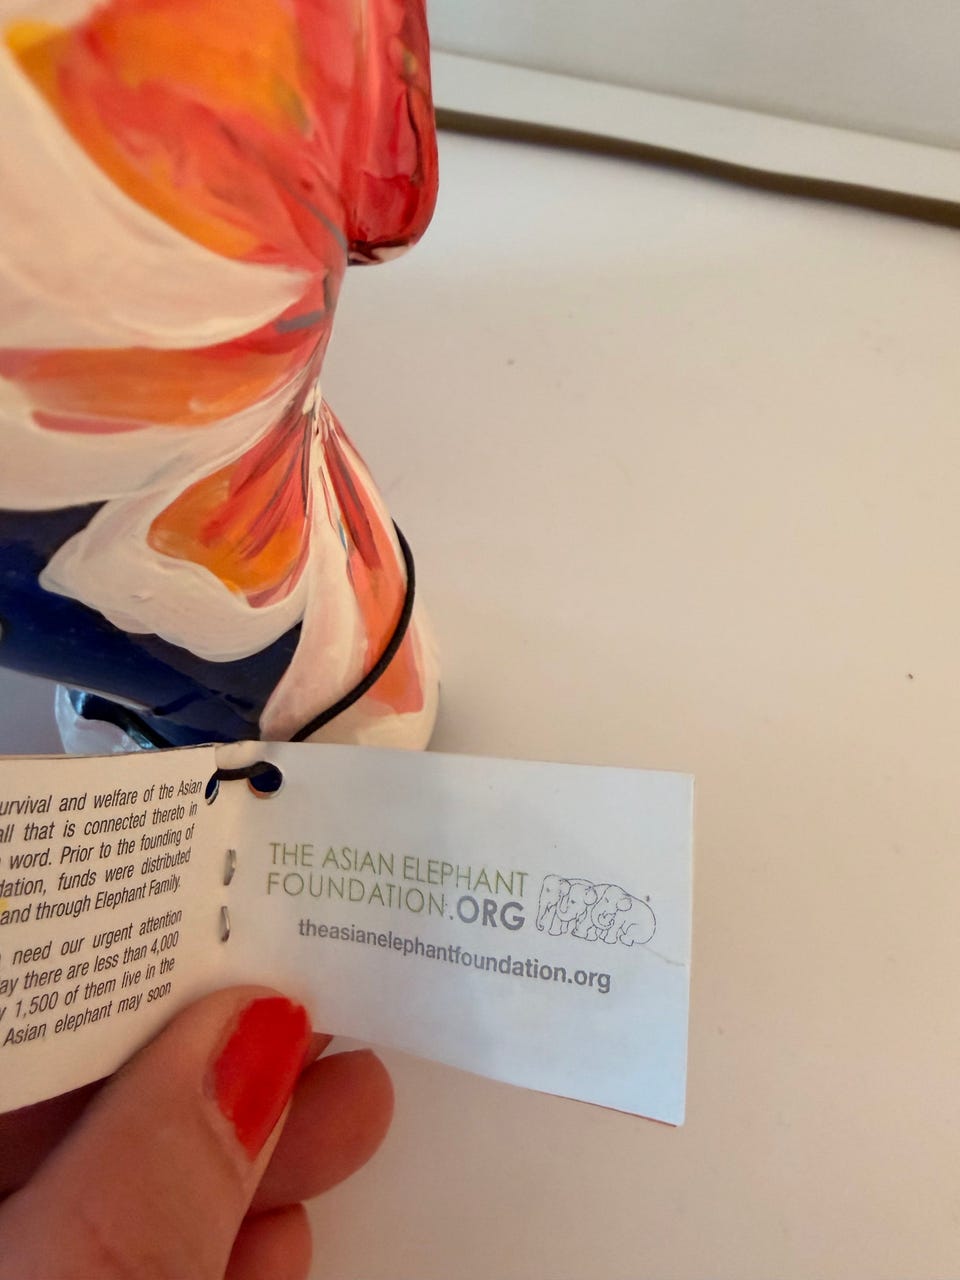 urvival and welfare of the Asian
all that is connected thereto in
word. Prior to the founding of
dation, funds were distributed
and through Elephant Family.
need our urgent attention
ay there are less than 4,000
y 1,500 of them live in the
Asian elephant may soon
THE ASIAN ELEPHANT
FOUNDATION.ORG
theasianelephantfoundation.org